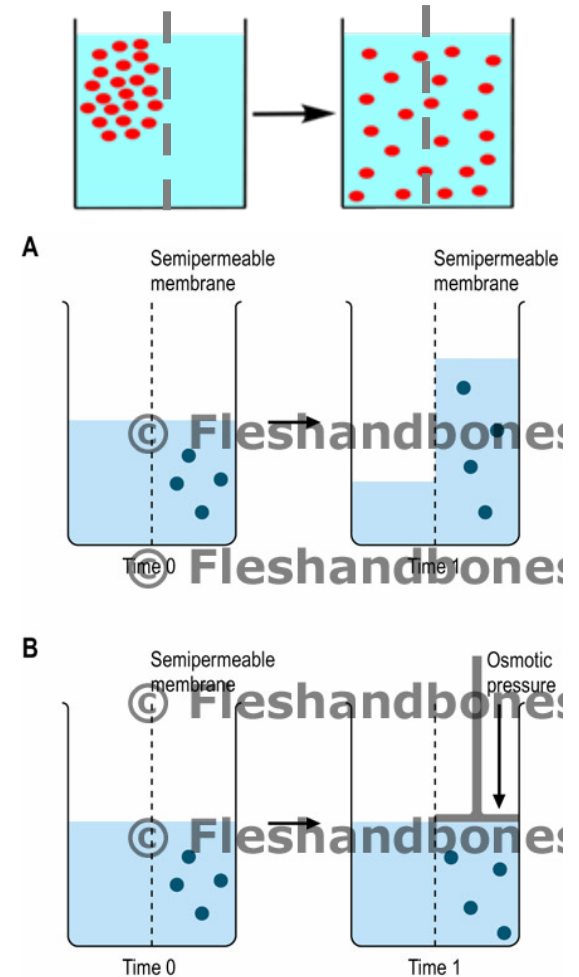 A
Semipermeable
membrane
Semipermeable
membrane
© Fleshandbones
Time 0
Time 1
© Fleshandbones
B
Semipermeable
membrane
Osmotic
pressure
© Fleshandbones
© Fleshandbones
Time 0
Time 1